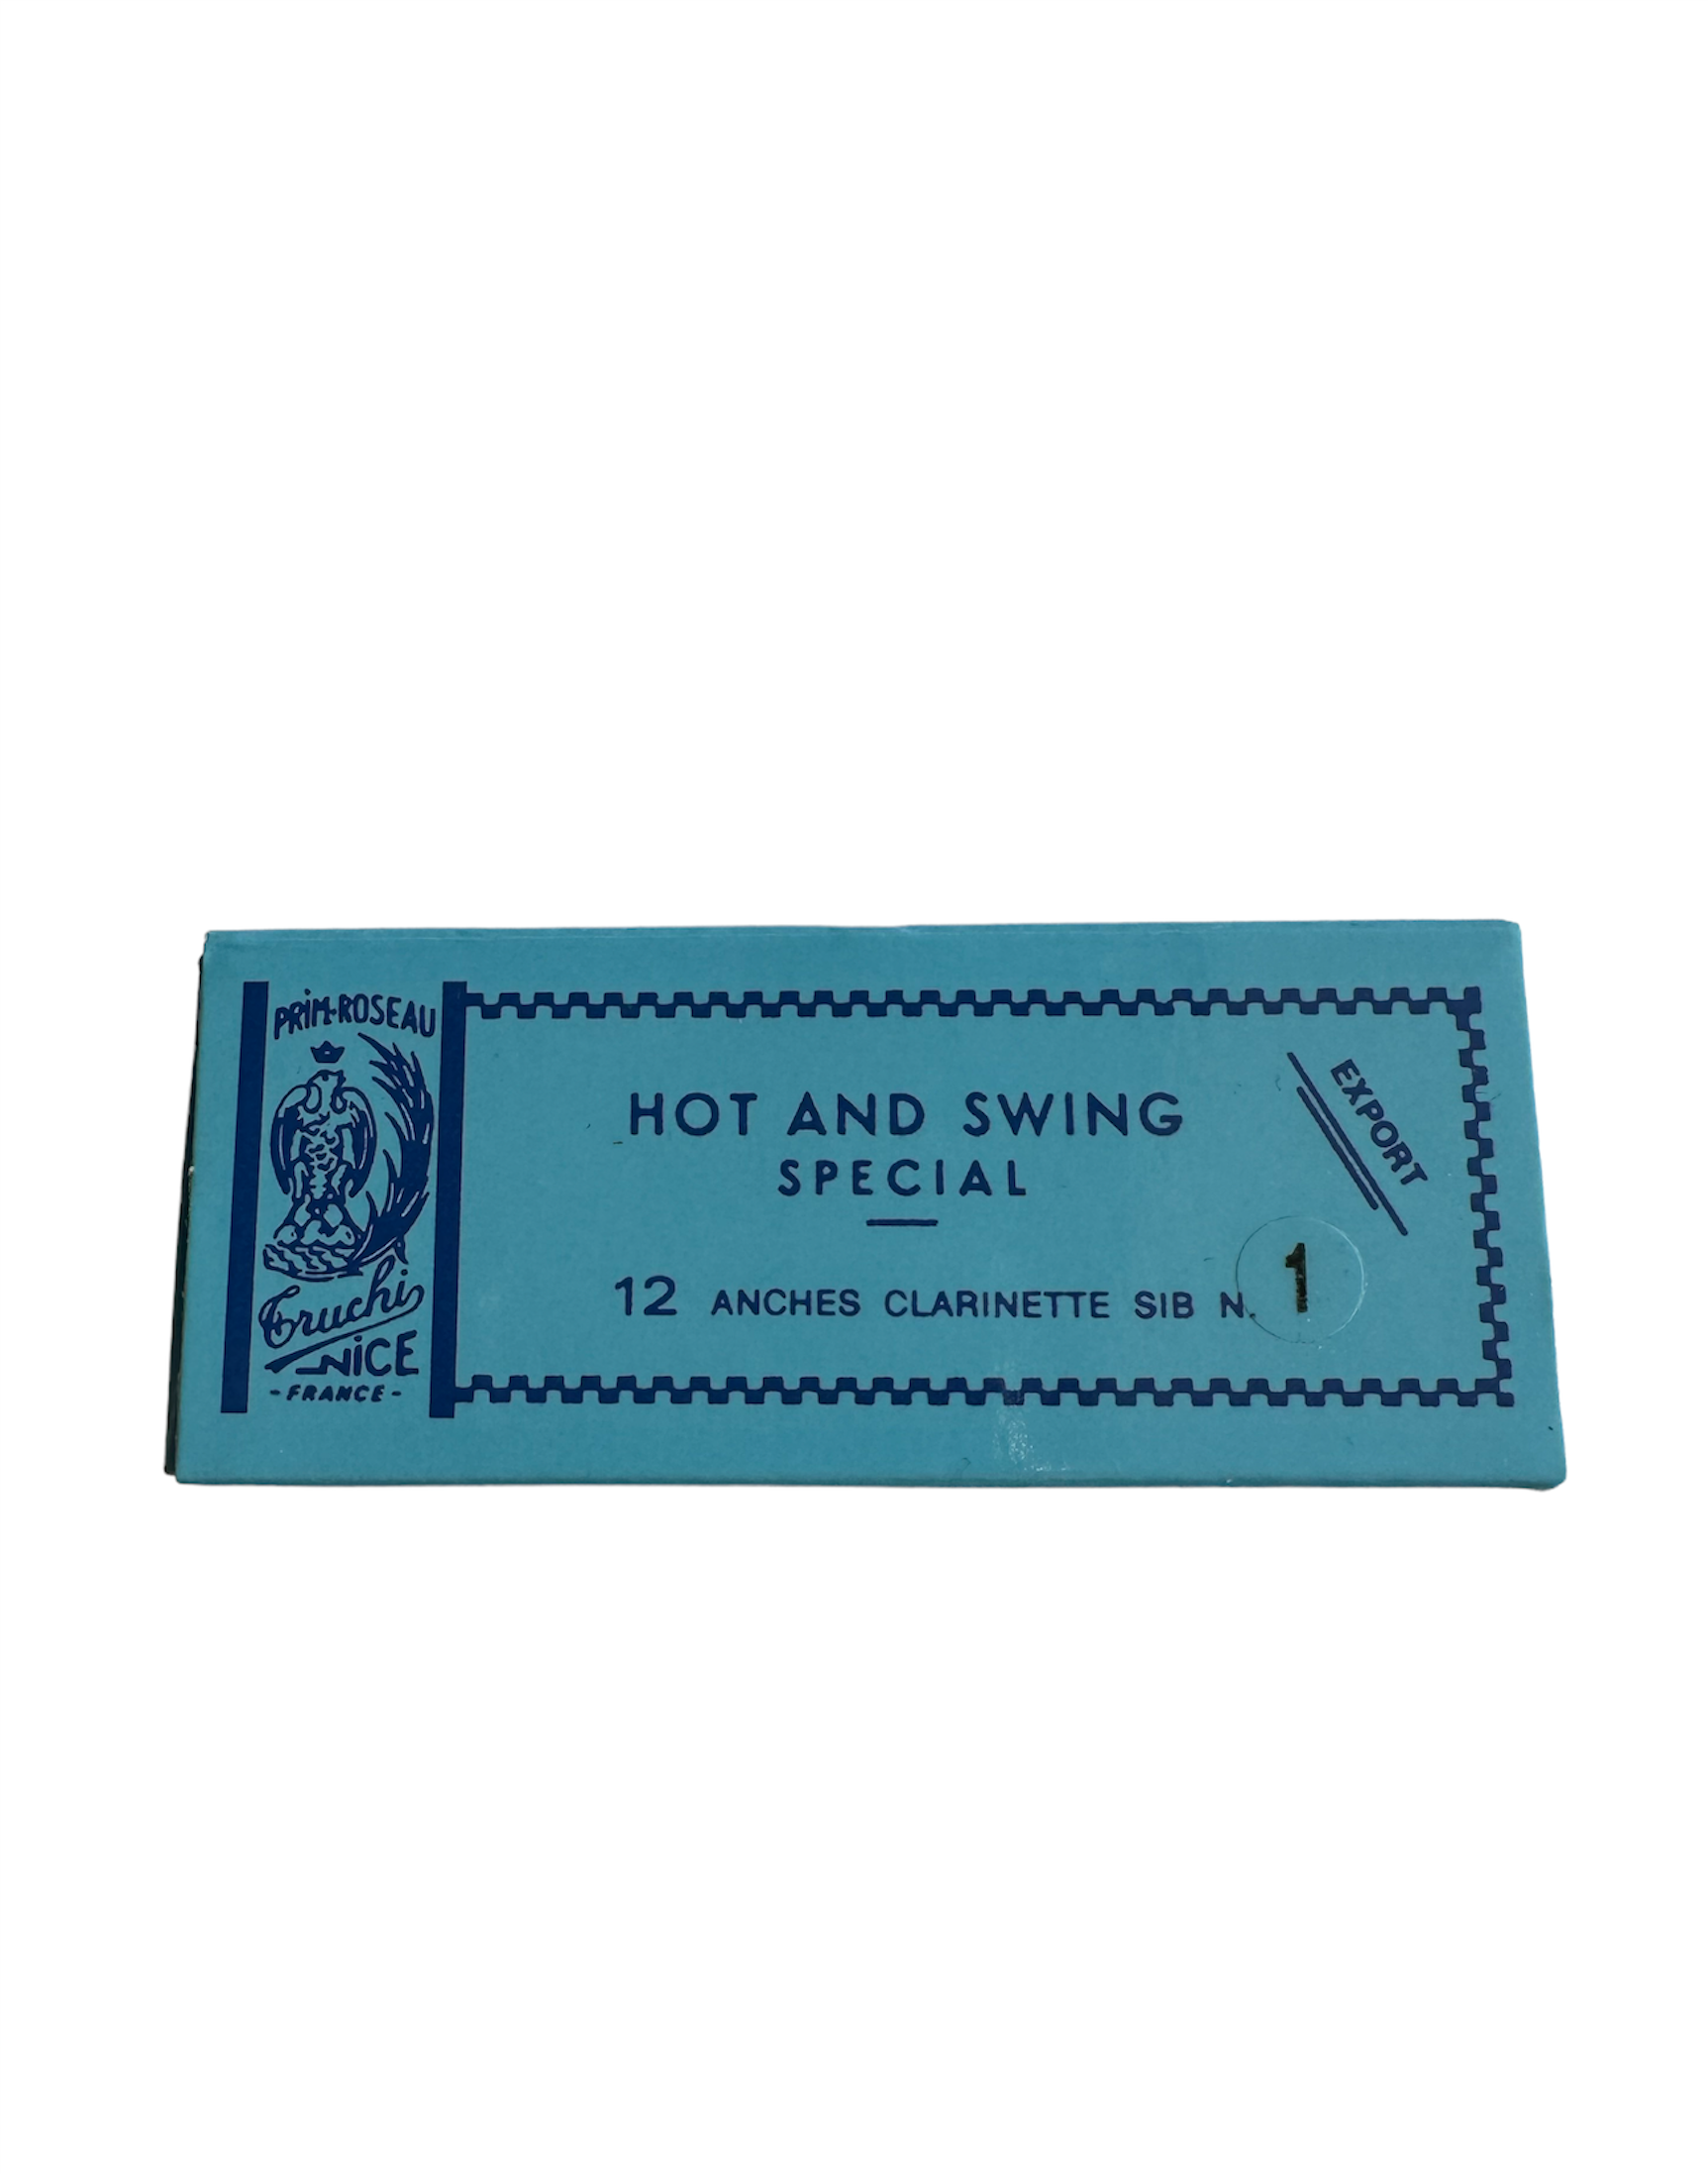 PRIM-ROSEAU
Truchi
NICE
- FRANCE -
HOT AND SWING
SPECIAL
EXPORT
12 ANCHES CLARINETTE SIB N. 1